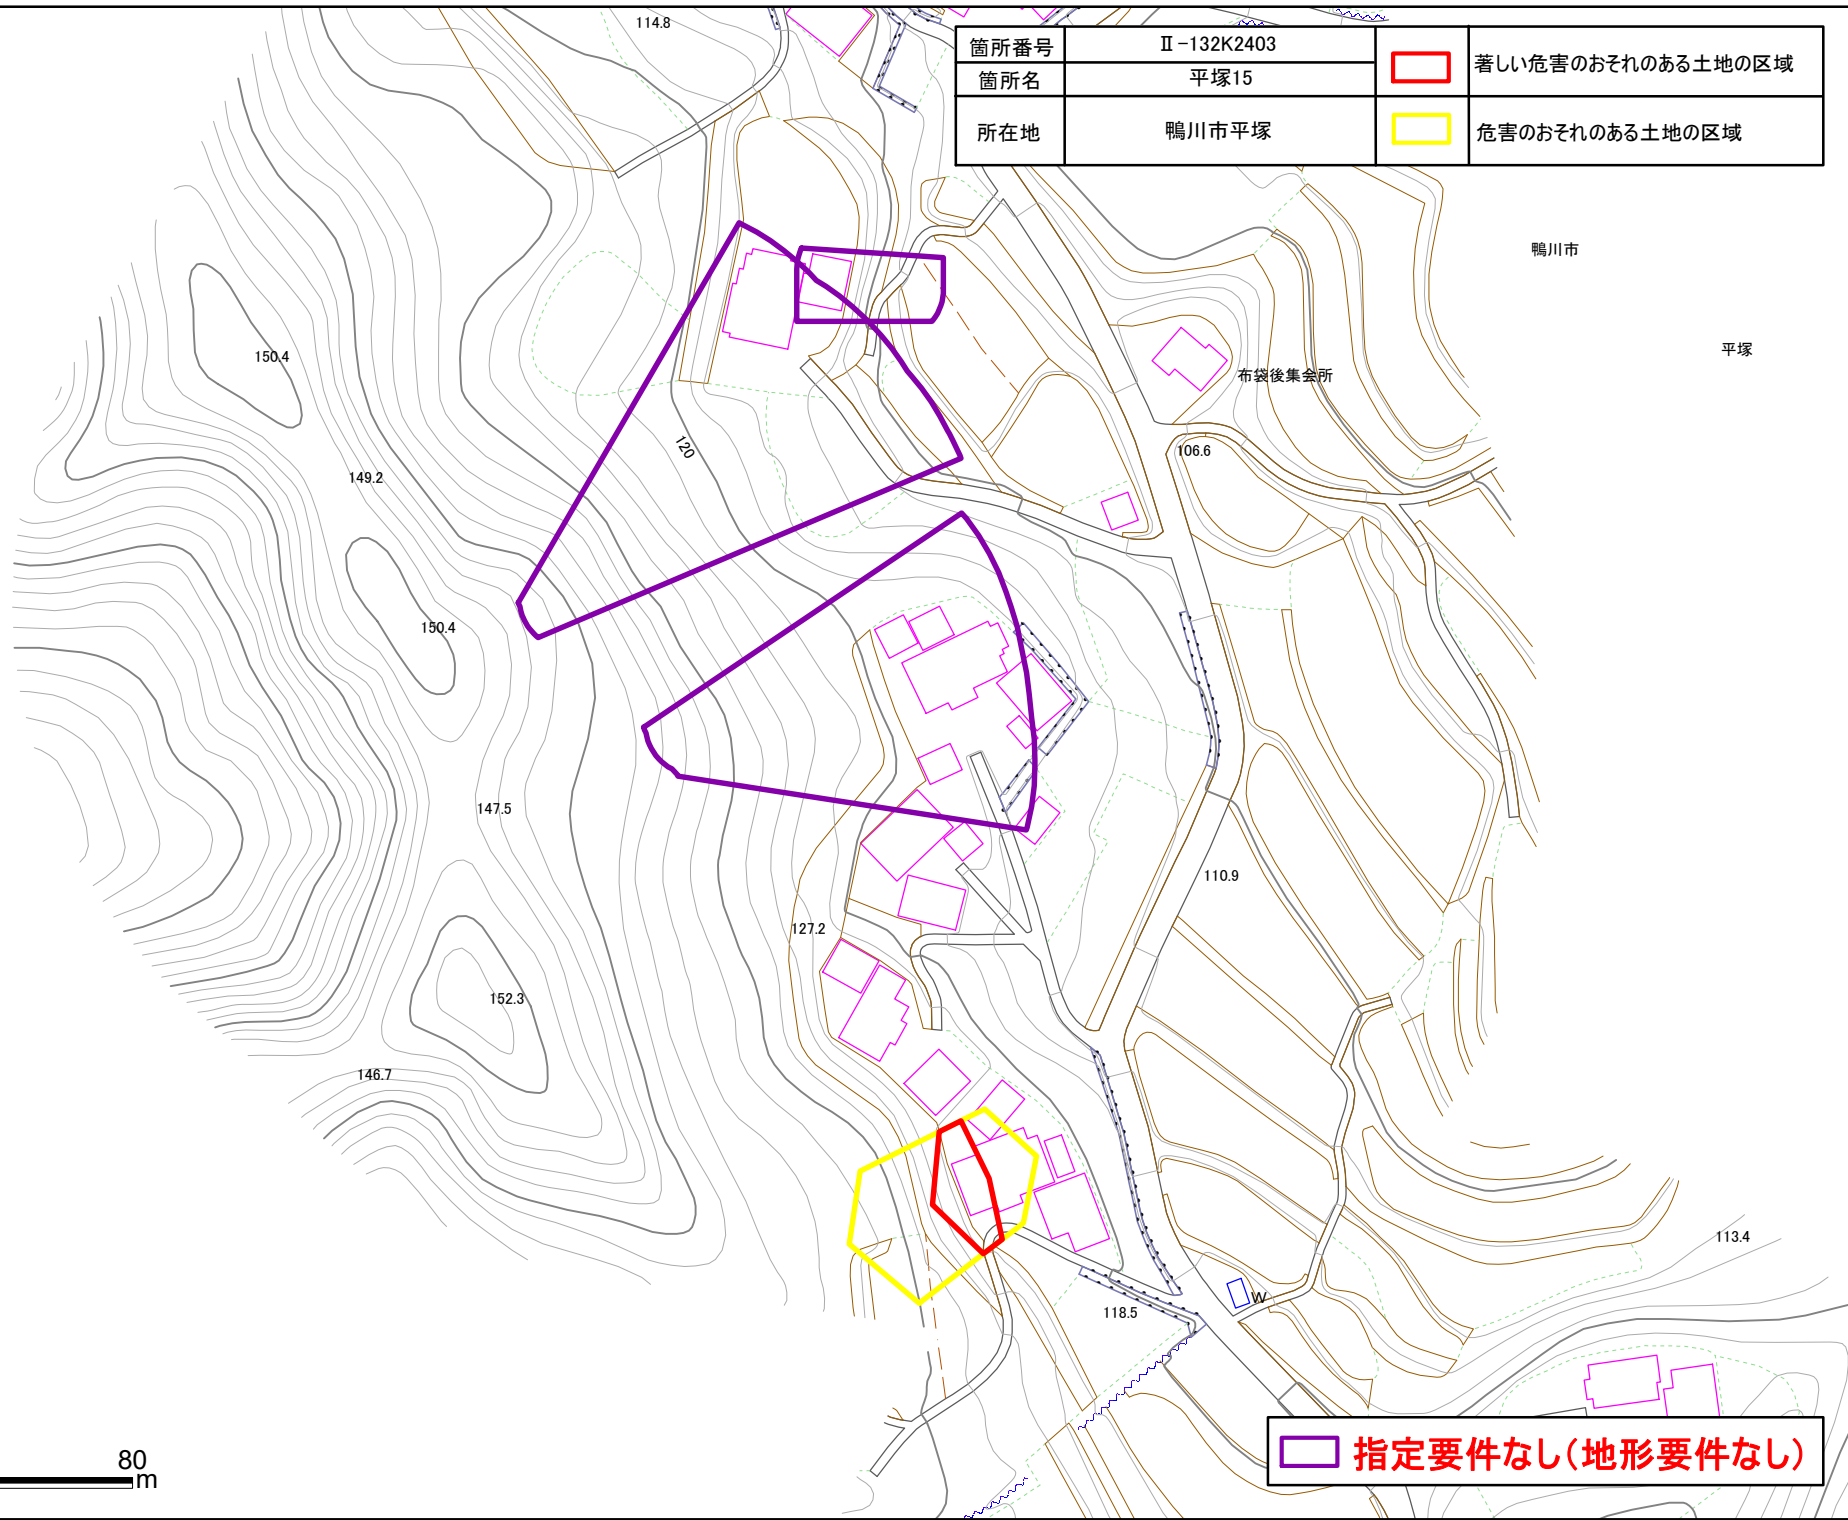 114.8
箇所番号 Ⅱ-132K2403 著しい危害のおそれのある土地の区域
箇所名 平塚15
所在地 鴨川市平塚 危害のおそれのある土地の区域
鴨川市
平塚
150.4
布袋後集会所
120
106.6
149.2
150.4
147.5
110.9
127.2
152.3
146.7
113.4
W
118.5
指定要件なし(地形要件なし)
80
m